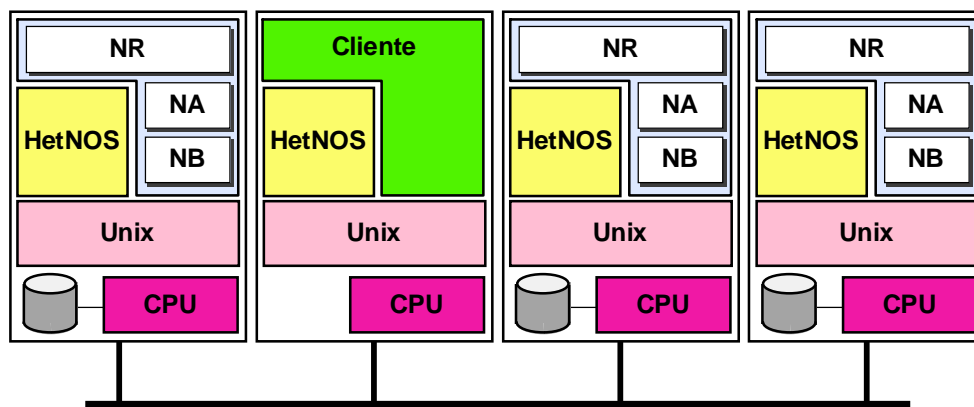 NR
NA
HetNOS
NB
Unix
CPU
Cliente
HetNOS
Unix
CPU
NR
NA
HetNOS
NB
Unix
CPU
NR
NA
HetNOS
NB
Unix
CPU